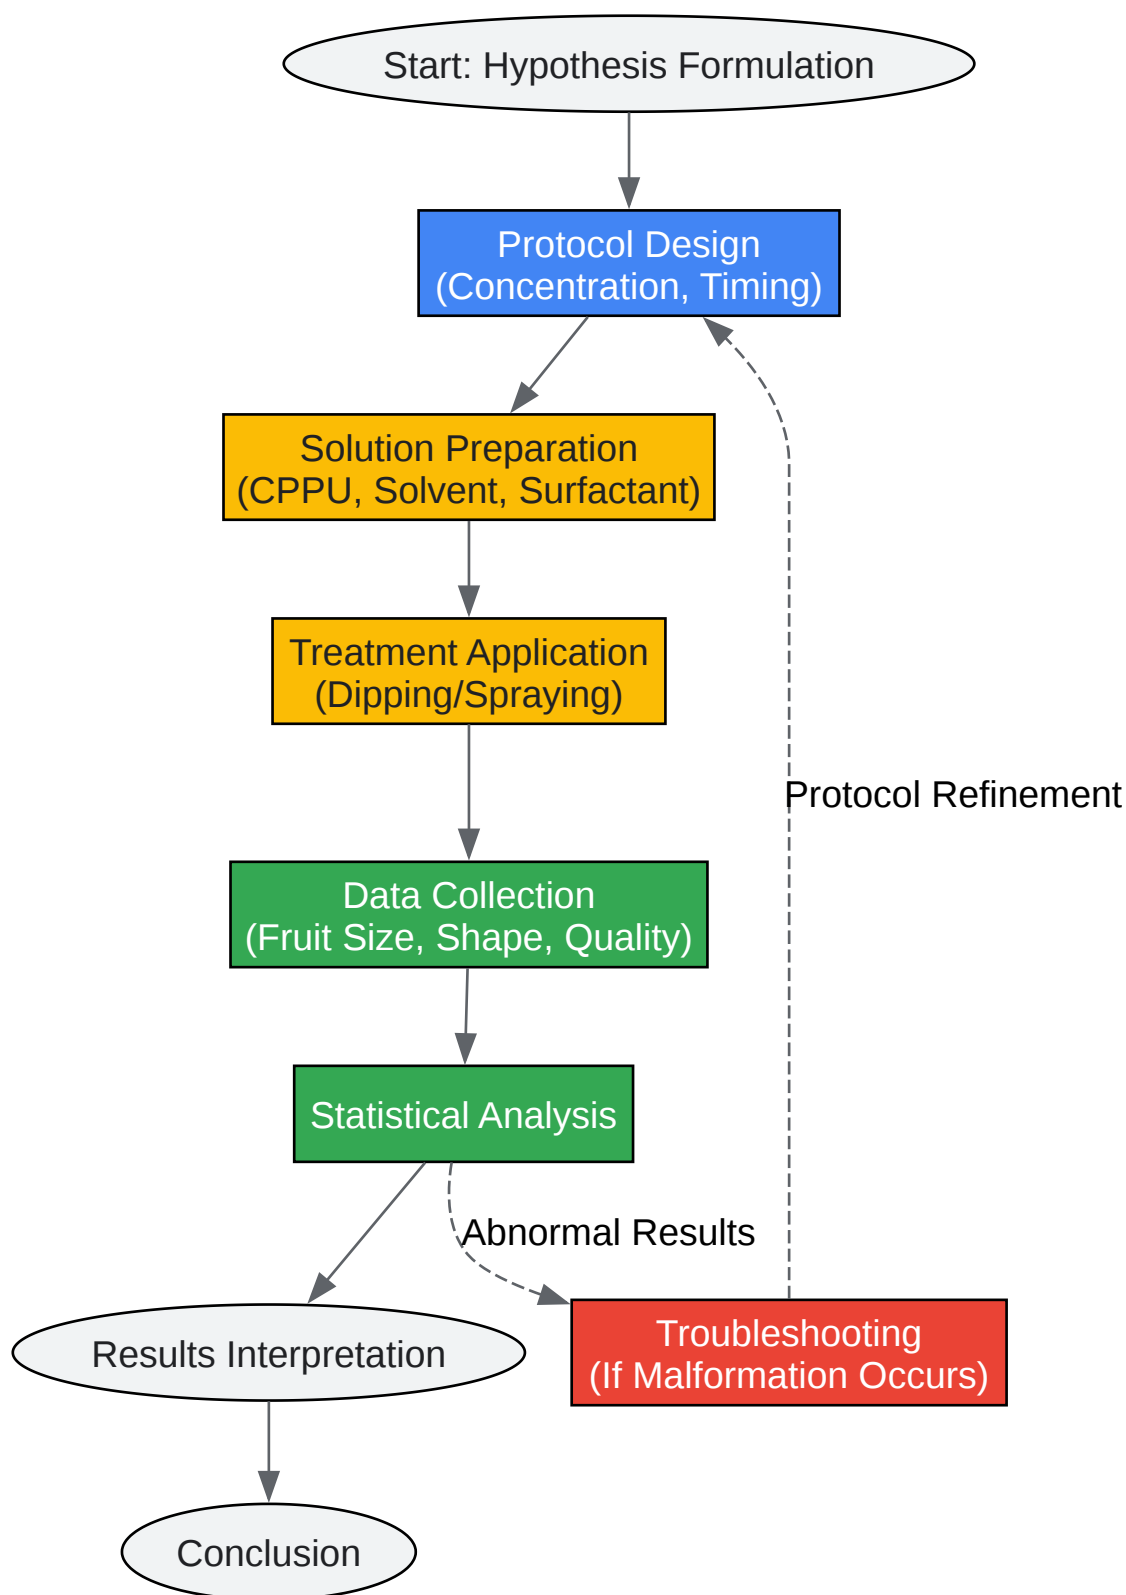 Start: Hypothesis Formulation
Protocol Design
(Concentration, Timing)
Solution Preparation
(CPPU, Solvent, Surfactant)
Treatment Application
(Dipping/Spraying)
Protocol Refinement
Data Collection
(Fruit Size, Shape, Quality)
Statistical Analysis
Abnormal Results
Results Interpretation
Troubleshooting
(If Malformation Occurs)
Conclusion